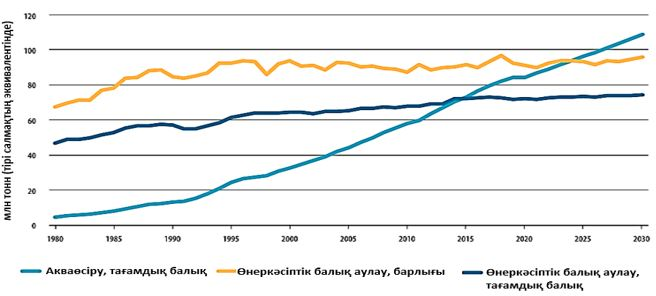 млн тонн (тірі салмақтың эквивалентінде)
120
100
80
60
40
20
0
1980 1985 1990 1995 2000 2005 2010 2015 2020 2025 2030
Акваөсіру, тағамдық балық
Өнеркәсіптік балық аулау, барлығы
Өнеркәсіптік балық аулау,
тағамдық балық